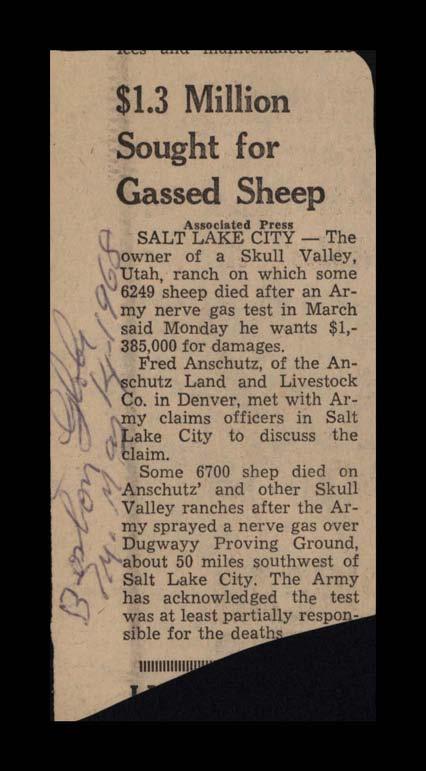 $1.3 Million
Sought for
Gassed Sheep
Associated Press
SALT LAKE CITY — The
owner of a Skull Valley,
Utah, ranch on which some
6249 sheep died after an Ar-
my nerve gas test in March
said Monday he wants $1,-
385,000 for damages.
Fred Anschutz, of the An-
schutz Land and Livestock
Co. in Denver, met with Ar-
my claims officers in Salt
Lake City to discuss the
claim.
Some 6700 shep died on
Anschutz' and other Skull
Valley ranches after the Ar-
my sprayed a nerve gas over
Dugwayy Proving Ground,
about 50 miles southwest of
Salt Lake City. The Army
has acknowledged the test
was at least partially respon-
sible for the deaths
Boston Globe
1968